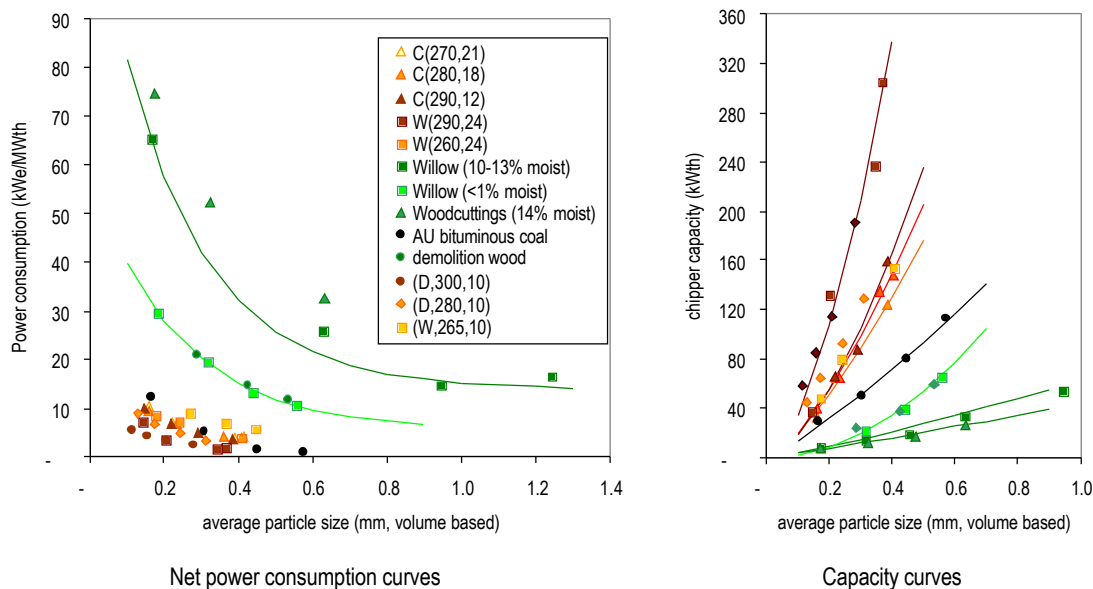 90
80
70
60
50
40
30
20
10
-
Power consumption (kWe/MWth)
C(270,21)
C(280,18)
C(290,12)
W(290,24)
W(260,24)
Willow (10-13% moist)
Willow (<1% moist)
Woodcuttings (14% moist)
AU bituminous coal
demolition wood
(D,300,10)
(D,280,10)
(W,265,10)
- 0.2 0.4 0.6 0.8 1.0 1.2 1.4
average particle size (mm, volume based)
Net power consumption curves
360
320
280
240
200
160
120
80
40
-
chipper capacity (kWth)
- 0.2 0.4 0.6 0.8 1.0
average particle size (mm, volume based)
Capacity curves